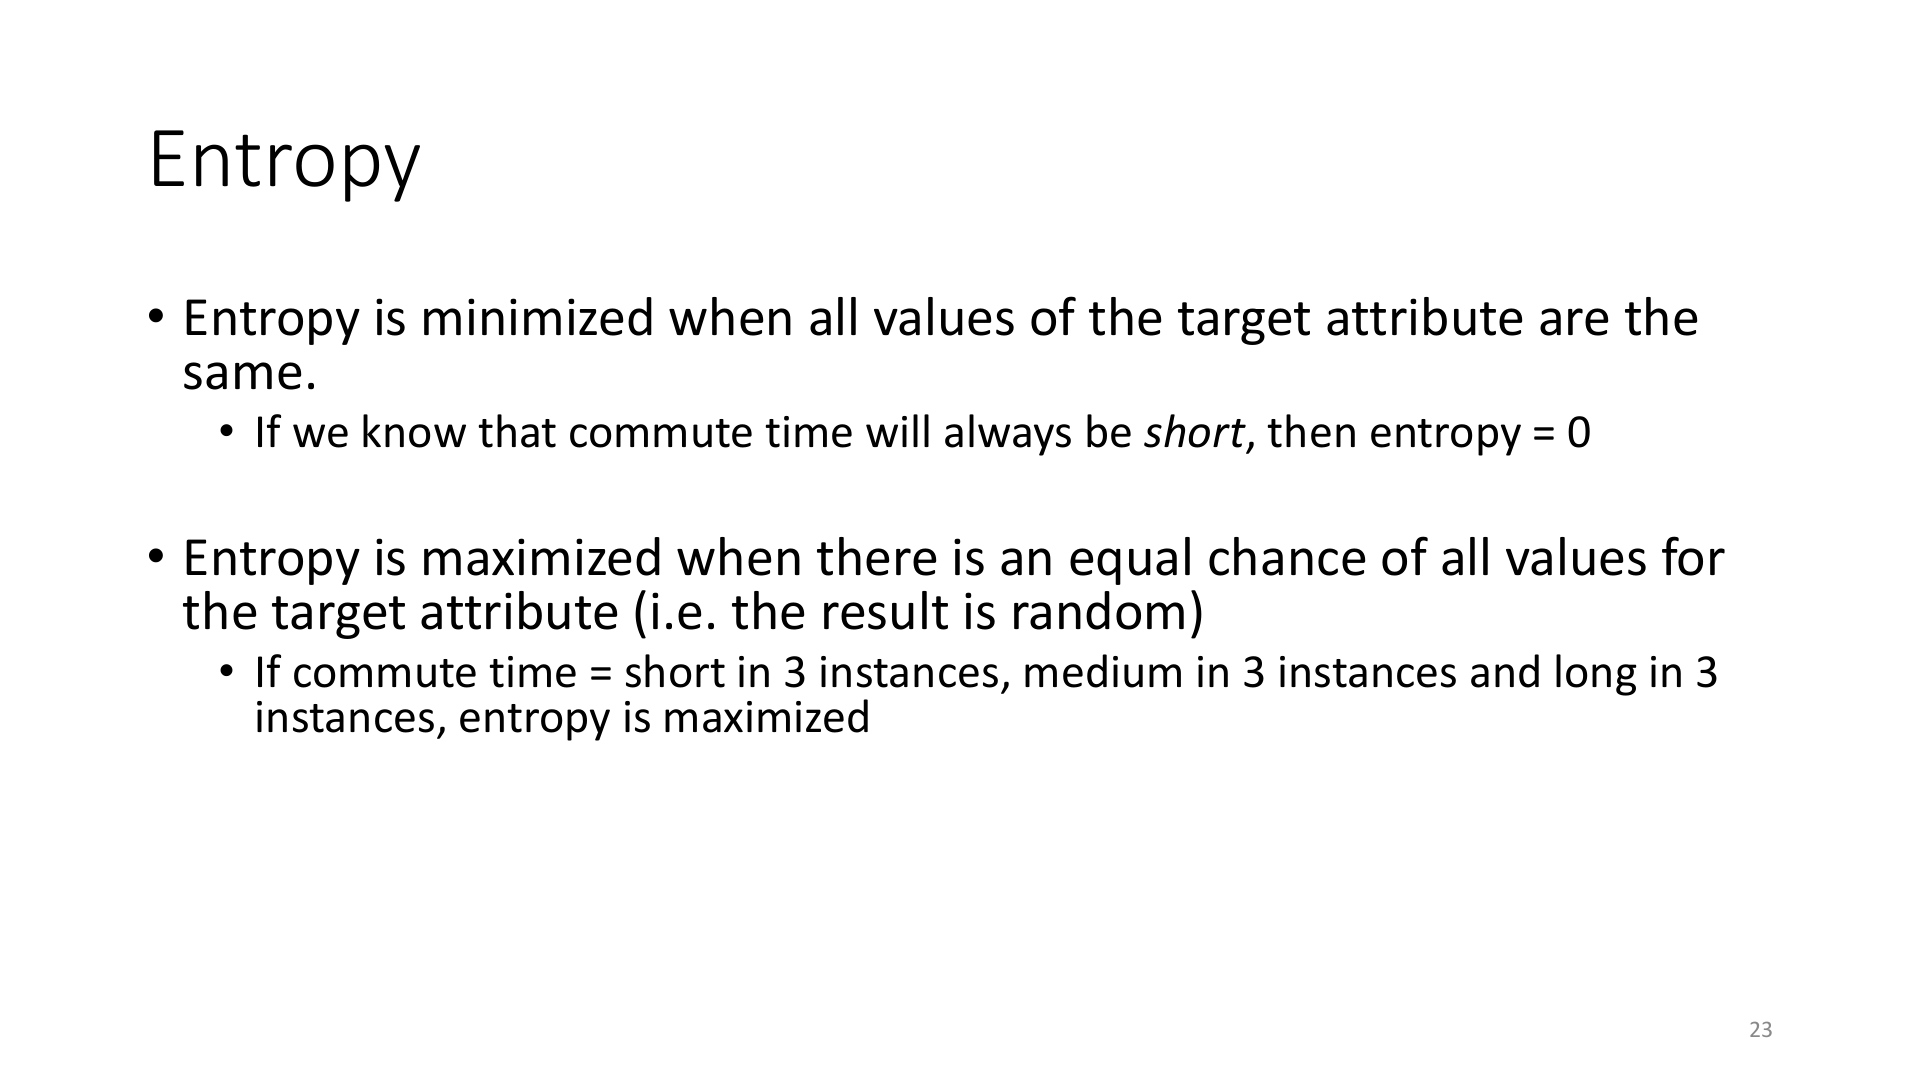 Entropy
• Entropy is minimized when all values of the target attribute are the
same.
• If we know that commute time will always be short, then entropy = 0
• Entropy is maximized when there is an equal chance of all values for
the target attribute (i.e. the result is random)
• If commute time = short in 3 instances, medium in 3 instances and long in 3
instances, entropy is maximized
23